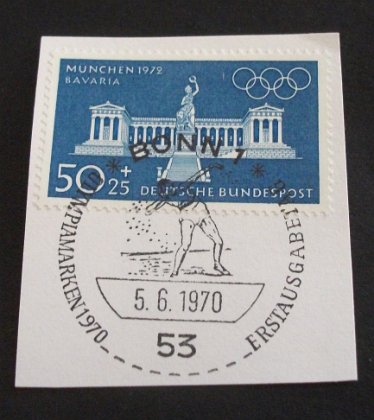 MÜNCHEN 1972
BAVARIA
50+25
DEUTSCHE BUNDESPOST
BONN 1
OLYMPIAMARKEN 1970
ERSTAUSGABETAG
5.6.1970
53